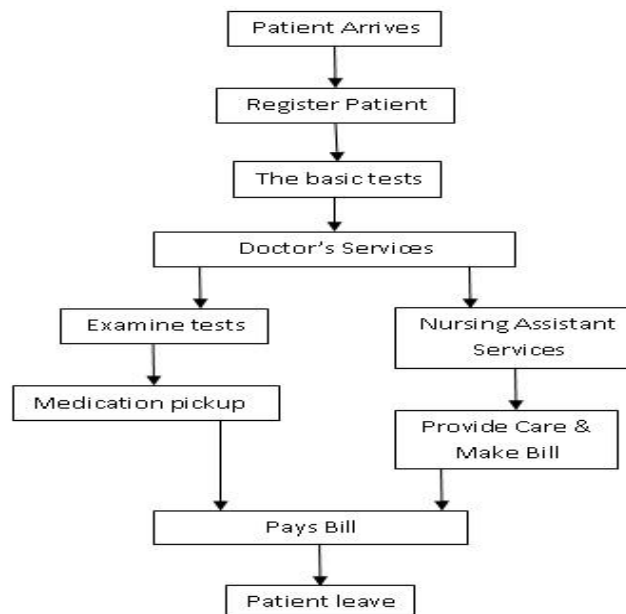 Patient Arrives
Register Patient
The basic tests
Doctor's Services
Examine tests
Nursing Assistant
Services
Medication pickup
Provide Care &
Make Bill
Pays Bill
Patient leave